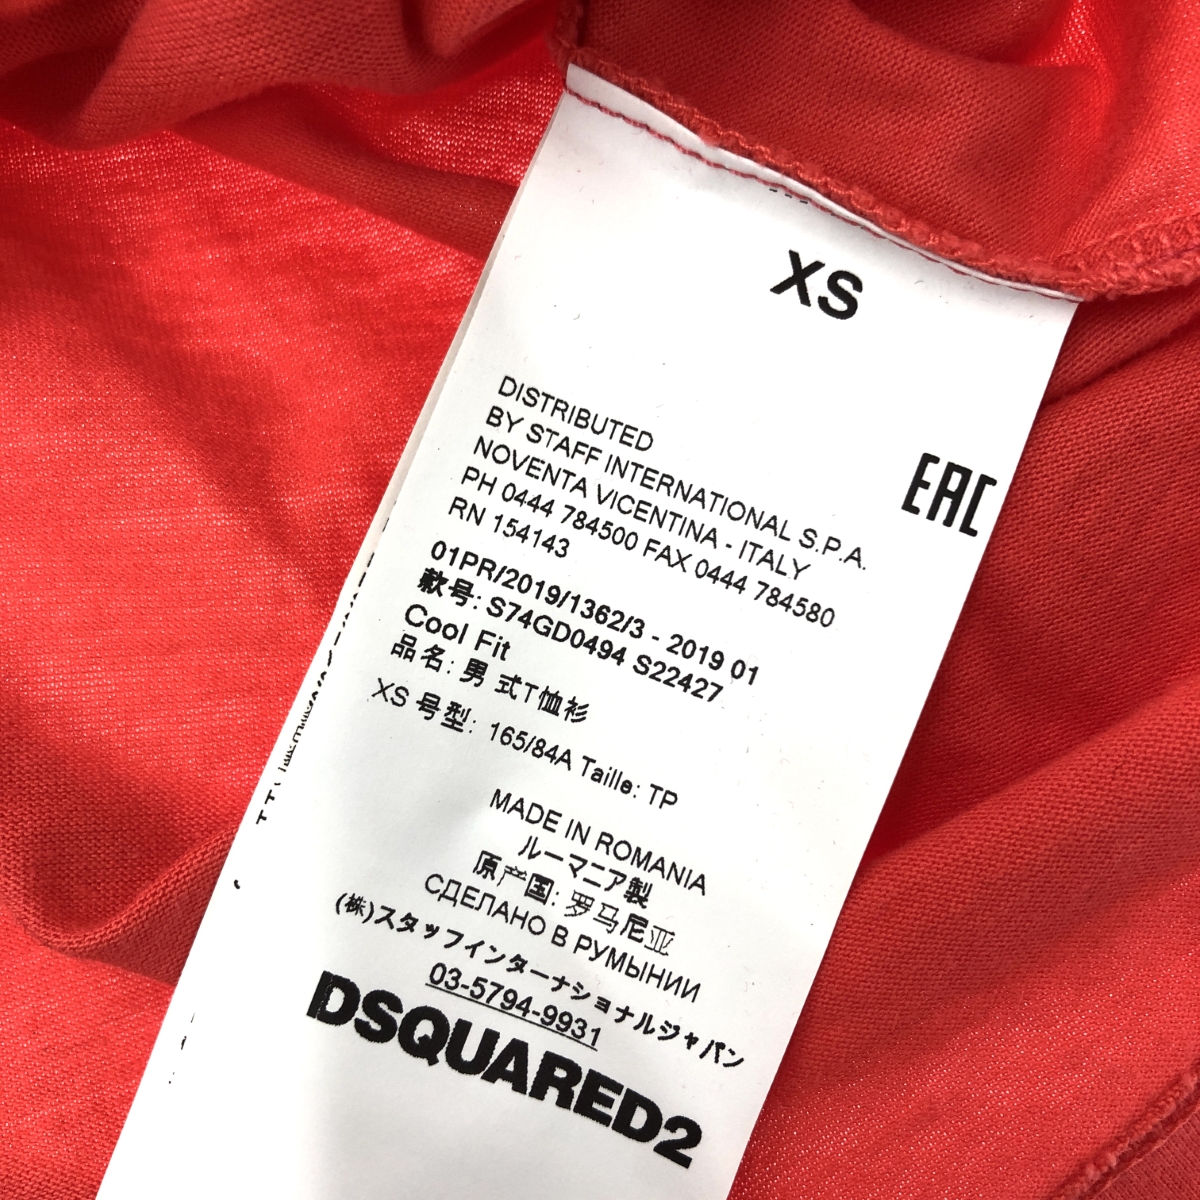 XS
EAC
DISTRIBUTED
BY STAFF INTERNATIONAL S.P.A.
NOVENTA VICENTINA - ITALY
PH 0444 784500 FAX 0444 784580
RN 154143
01PR/2019/1362/3 - 2019 01
款号: S74GD0494 S22427
Cool Fit
品名: 男 式T恤衫
XS 号型: 165/84A Taille: TP
MADE IN ROMANIA
ルーマニア製
原产国: 罗马尼亚
СДЕЛАНО В РУМЫНИИ
(株)スタッフインターナショナルジャパン
03-5794-9931
DSQUARED2